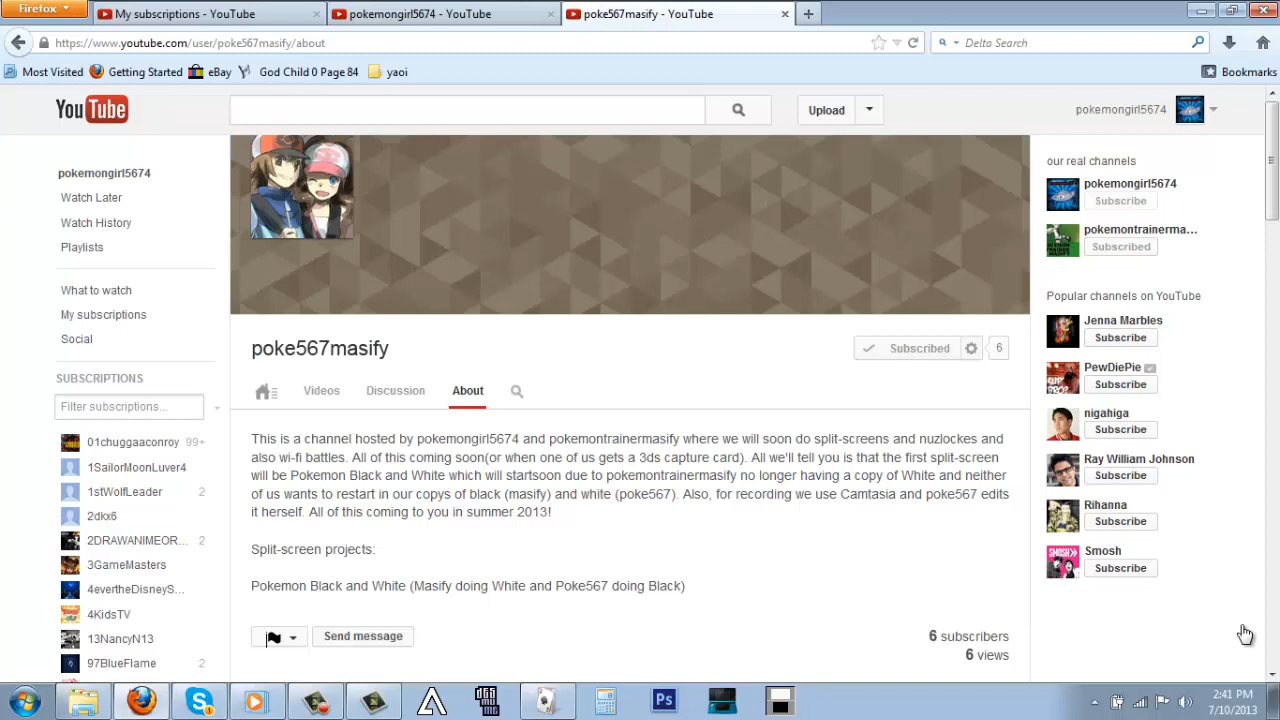 Firefox
My subscriptions - YouTube
pokemongirl5674 - YouTube
poke567masify - YouTube
https://www.youtube.com/user/poke567masify/about
Delta Search
Most Visited
Getting Started
eBay
God Child 0 Page 84
yaoi
Bookmarks
YouTube
Upload
pokemongirl5674
pokemongirl5674
Watch Later
Watch History
Playlists
What to watch
My subscriptions
Social
SUBSCRIPTIONS
Filter subscriptions...
01chuggaaconroy 99+
1SailorMoonLuver4
1stWolfLeader 2
2dkx6
2DRAWANIMEOR... 2
3GameMasters
4evertheDisneyS...
4KidsTV
13NancyN13
97BlueFlame 2
poke567masify
Subscribed
6
Videos
Discussion
About
This is a channel hosted by pokemongirl5674 and pokemontrainermasify where we will soon do split-screens and nuzlockes and
also wi-fi battles. All of this coming soon(or when one of us gets a 3ds capture card). All we'll tell you is that the first split-screen
will be Pokemon Black and White which will startsoon due to pokemontrainermasify no longer having a copy of White and neither
of us wants to restart in our copys of black (masify) and white (poke567). Also, for recording we use Camtasia and poke567 edits
it herself. All of this coming to you in summer 2013!
Split-screen projects:
Pokemon Black and White (Masify doing White and Poke567 doing Black)
Send message
6 subscribers
6 views
our real channels
pokemongirl5674
Subscribe
pokemontrainerma...
Subscribed
Popular channels on YouTube
Jenna Marbles
Subscribe
PewDiePie
Subscribe
nigahiga
Subscribe
Ray William Johnson
Subscribe
Rihanna
Subscribe
Smosh
Subscribe
Ps
2:41 PM
7/10/2013